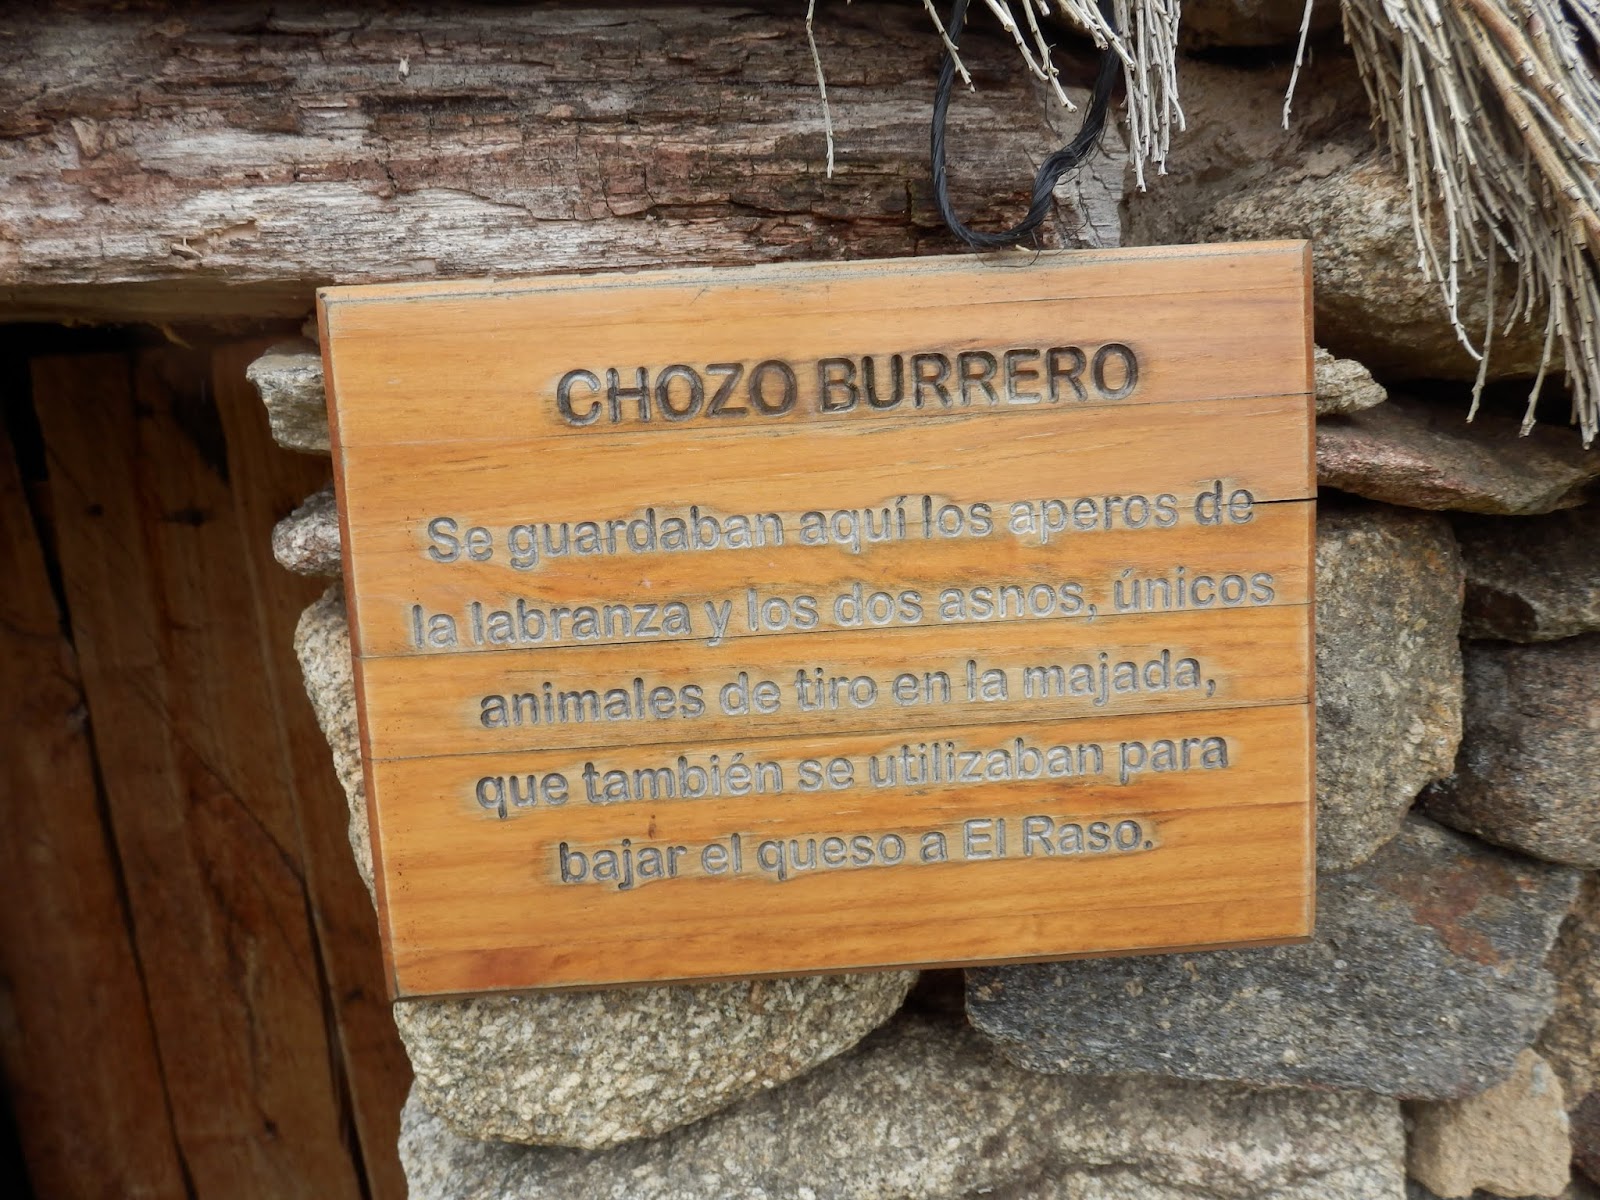 CHOZO BURRERO
Se guardaban aquí los aperos de
la labranza y los dos asnos, únicos
animales de tiro en la majada,
que también se utilizaban para
bajar el queso a El Raso.